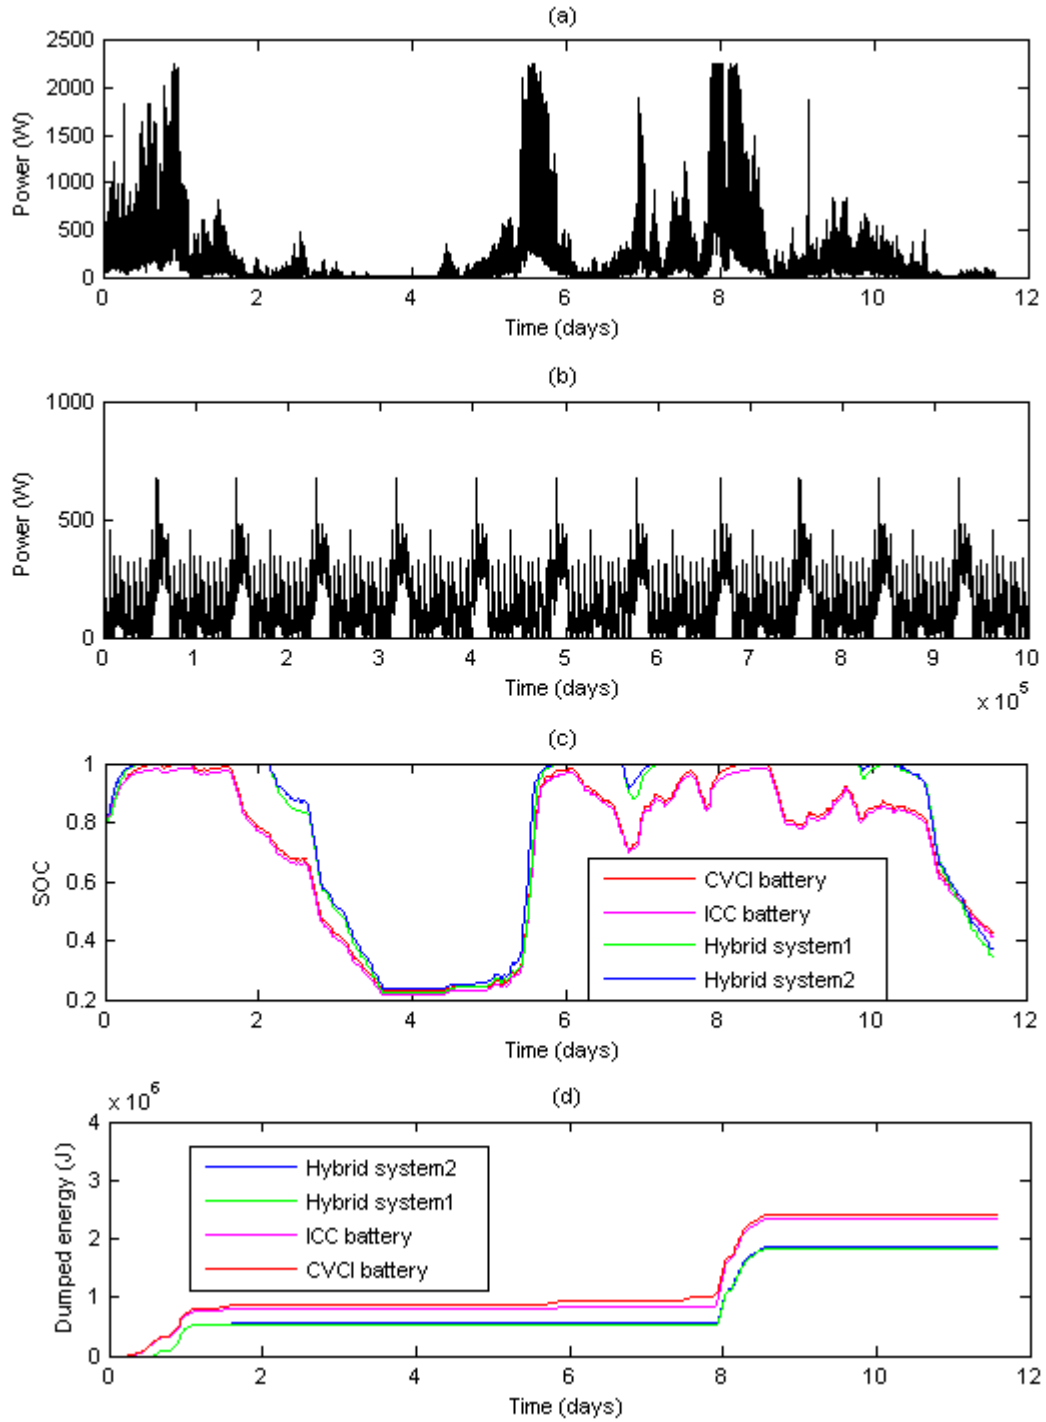 (a)
2500
2000
1500
1000
500
0
Power (W)
0 2 4 6 8 10 12
Time (days)
(b)
1000
500
0
Power (W)
0 1 2 3 4 5 6 7 8 9 10
Time (days)
x 10^5
(c)
1
0.8
0.6
0.4
0.2
SOC
CVCI battery
ICC battery
Hybrid system1
Hybrid system2
0 2 4 6 8 10 12
Time (days)
x 10^6
(d)
4
3
2
1
0
Dumped energy (J)
Hybrid system2
Hybrid system1
ICC battery
CVCI battery
0 2 4 6 8 10 12
Time (days)